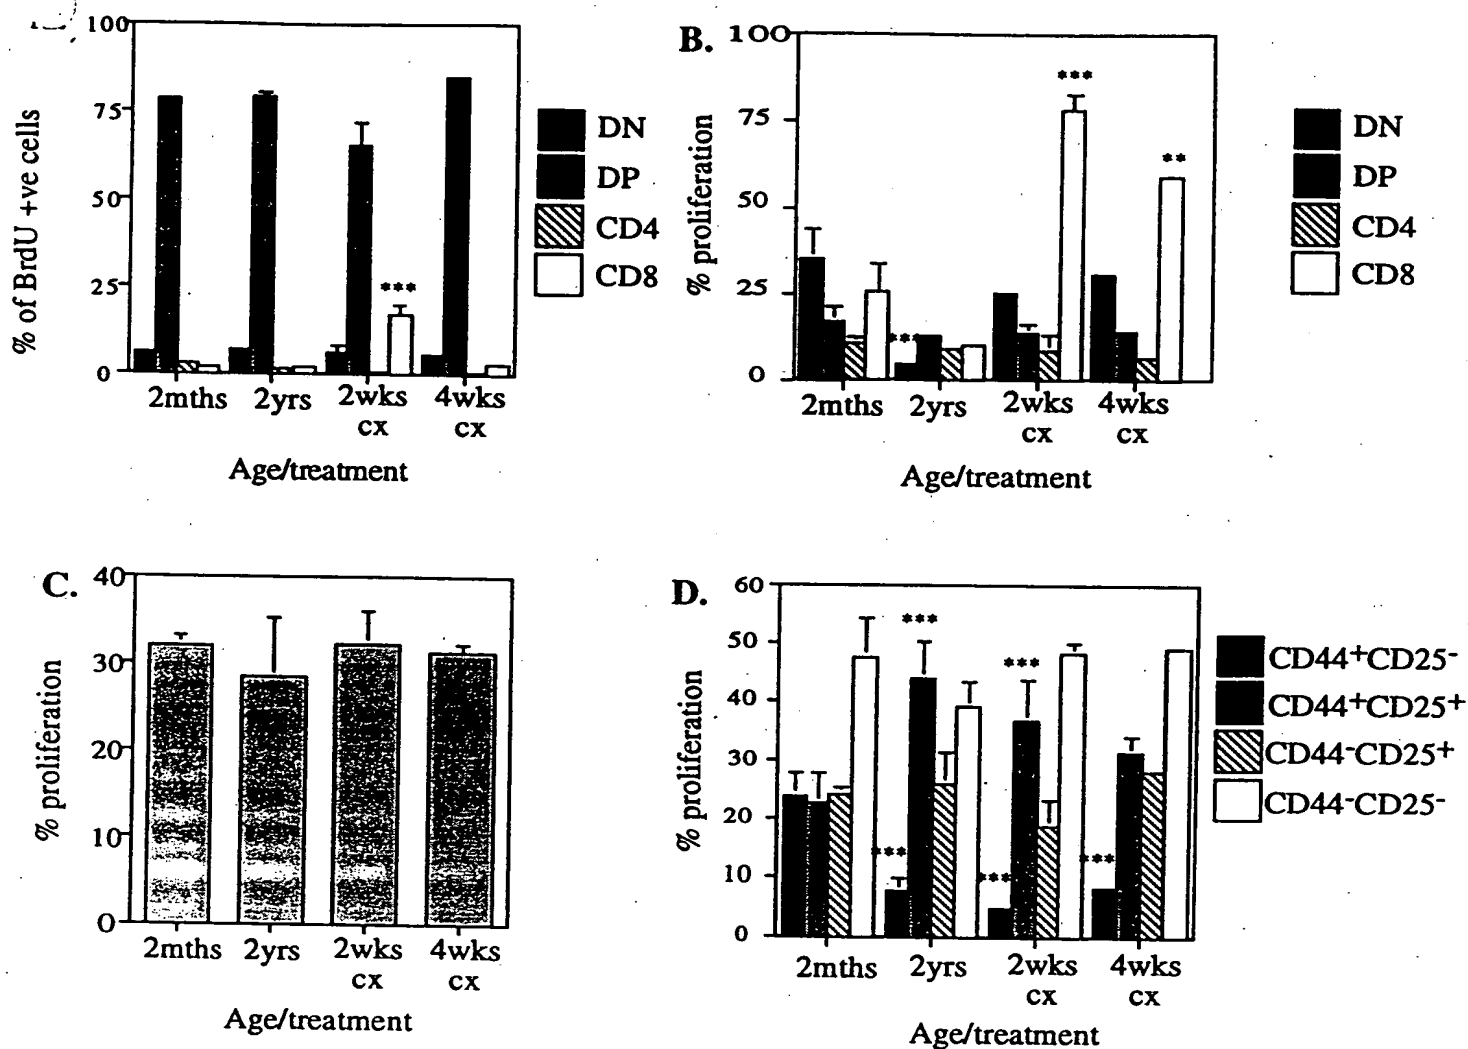 100
75
50
25
0
% of BrdU +ve cells
***
2mths 2yrs 2wks cx 4wks cx
Age/treatment
DN
DP
CD4
CD8
B.
100
75
50
25
0
% proliferation
***
***
**
2mths 2yrs 2wks cx 4wks cx
Age/treatment
DN
DP
CD4
CD8
C.
40
30
20
10
0
% proliferation
2mths 2yrs 2wks cx 4wks cx
Age/treatment
D.
60
50
40
30
20
10
0
% proliferation
***
***
***
***
***
2mths 2yrs 2wks cx 4wks cx
Age/treatment
CD44+CD25-
CD44+CD25+
CD44-CD25+
CD44-CD25-